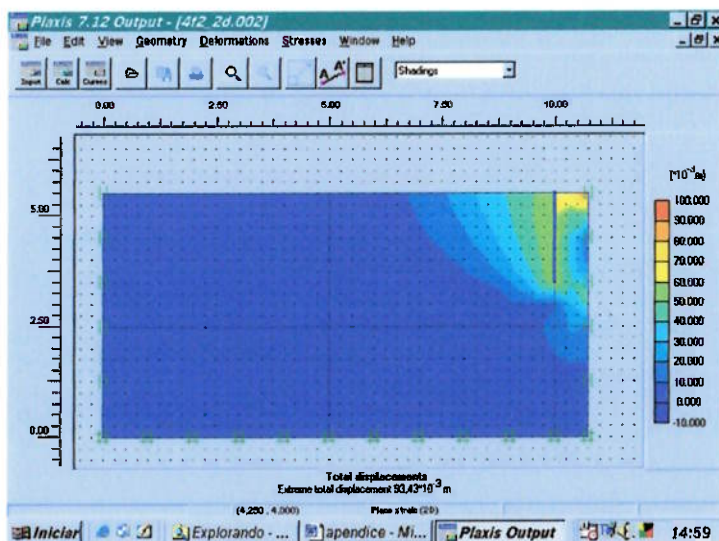 Plaxis 7.12 Output - [4f2_2d.002]
File Edit View Geometry Deformations Stresses Window Help
Input Calc Curves A A* Shadings
0.00 2.50 5.00 7.50 10.00
[*10⁻³m]
5.00
2.50
0.00
100.000
90.000
80.000
70.000
60.000
50.000
40.000
30.000
20.000
10.000
0.000
-10.000
Total displacements
Extreme total displacement 93,43*10⁻³ m
(4,250 , 4,000) Plane strain (2D)
Iniciar Explorando - ... apendice - Mi... Plaxis Output 14:59